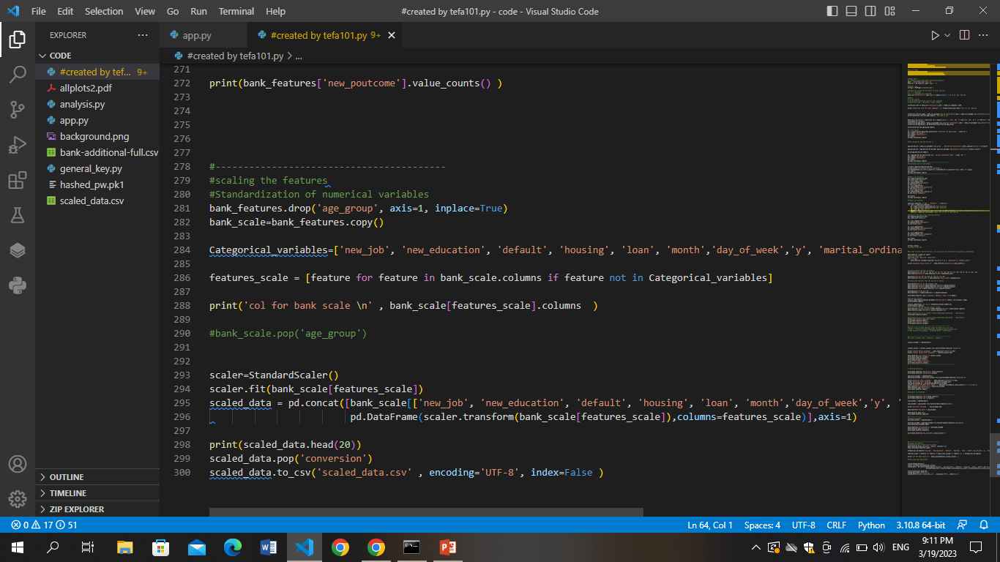 File Edit Selection View Go Run Terminal Help #created by tefa101.py - code - Visual Studio Code
EXPLORER
CODE
#created by tef... 9+
allplots2.pdf
analysis.py
app.py
background.png
bank-additional-full.csv
general_key.py
hashed_pw.pk1
scaled_data.csv
OUTLINE
TIMELINE
ZIP EXPLORER
app.py #created by tefa101.py 9+
#created by tefa101.py > ...
271
272 print(bank_features['new_poutcome'].value_counts() )
273
274
275
276
277
278 #-----------------------------------------
279 #scaling the features
280 #Standardization of numerical variables
281 bank_features.drop('age_group', axis=1, inplace=True)
282 bank_scale=bank_features.copy()
283
284 Categorical_variables=['new_job', 'new_education', 'default', 'housing', 'loan', 'month','day_of_week','y', 'marital_ordina
285
286 features_scale = [feature for feature in bank_scale.columns if feature not in Categorical_variables]
287
288 print('col for bank scale \n' , bank_scale[features_scale].columns )
289
290 #bank_scale.pop('age_group')
291
292
293 scaler=StandardScaler()
294 scaler.fit(bank_scale[features_scale])
295 scaled_data = pd.concat([bank_scale[['new_job', 'new_education', 'default', 'housing', 'loan', 'month','day_of_week','y', '
296 pd.DataFrame(scaler.transform(bank_scale[features_scale]),columns=features_scale)],axis=1)
297
298 print(scaled_data.head(20))
299 scaled_data.pop('conversion')
300 scaled_data.to_csv('scaled_data.csv' , encoding='UTF-8', index=False )
0 17 51 Ln 64, Col 1 Spaces: 4 UTF-8 CRLF Python 3.10.8 64-bit
ENG
9:11 PM
3/19/2023